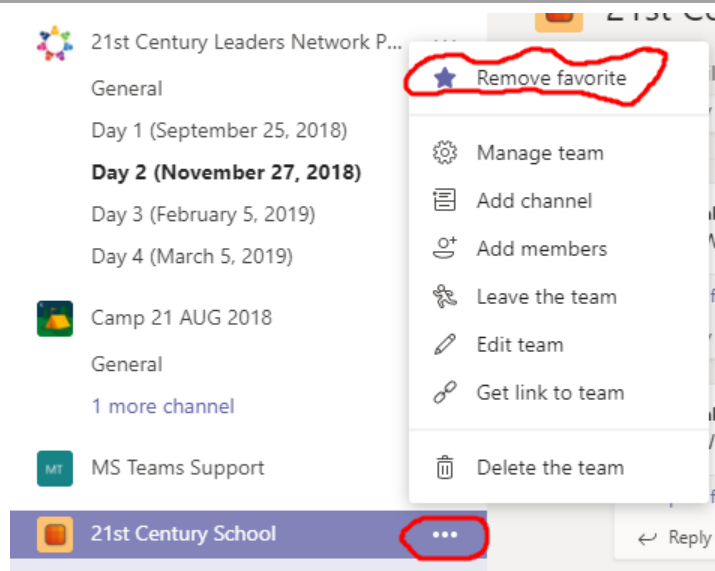 21st Century Leaders Network P...
General
Day 1 (September 25, 2018)
Day 2 (November 27, 2018)
Day 3 (February 5, 2019)
Day 4 (March 5, 2019)
Camp 21 AUG 2018
General
1 more channel
MT MS Teams Support
21st Century School
Remove favorite
Manage team
Add channel
Add members
Leave the team
Edit team
Get link to team
Delete the team
Reply